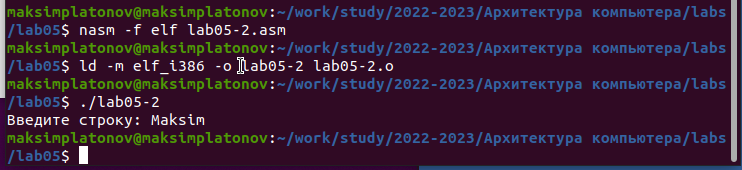 maksimplatonov@maksimplatonov:~/work/study/2022-2023/Архитектура компьютера/labs
/lab05$ nasm -f elf lab05-2.asm
maksimplatonov@maksimplatonov:~/work/study/2022-2023/Архитектура компьютера/labs
/lab05$ ld -m elf_i386 -o lab05-2 lab05-2.o
maksimplatonov@maksimplatonov:~/work/study/2022-2023/Архитектура компьютера/labs
/lab05$ ./lab05-2
Введите строку: Maksim
maksimplatonov@maksimplatonov:~/work/study/2022-2023/Архитектура компьютера/labs
/lab05$